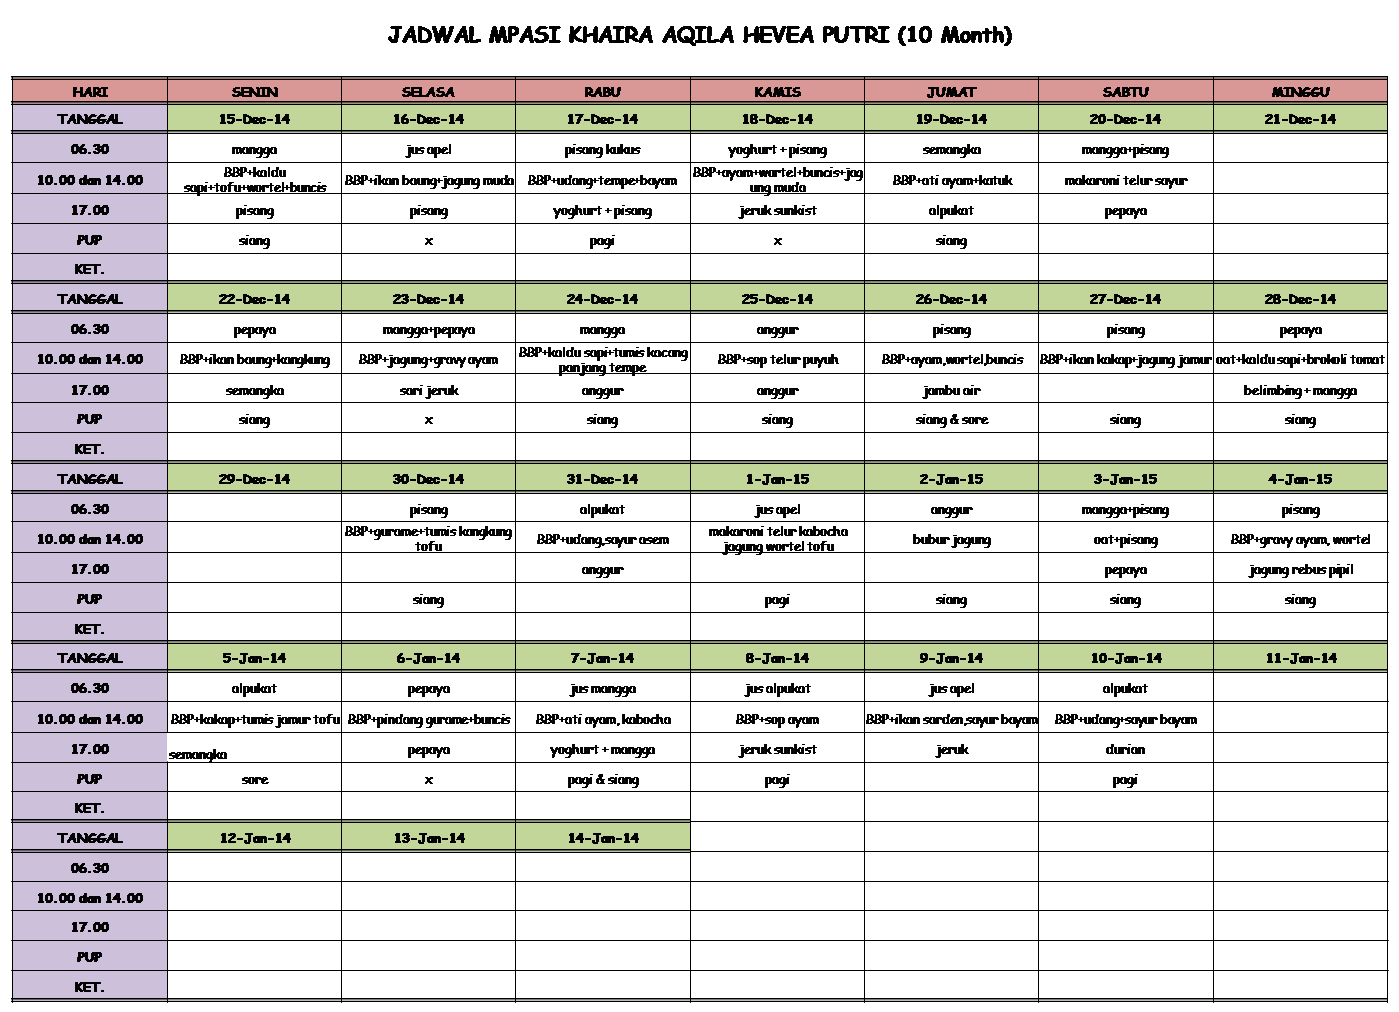 JADWAL MPASI KHAIRA AQILA HEVEA PUTRI (10 Month)
HARI SENIN SELASA RABU KAMIS JUMAT SABTU MINGGU
TANGGAL 15-Dec-14 16-Dec-14 17-Dec-14 18-Dec-14 19-Dec-14 20-Dec-14 21-Dec-14
06.30 mangga jus apel pisang kukus yoghurt + pisang semangka mangga+pisang
10.00 dan 14.00 BBP+kaldu sapi+tofu+wortel+buncis BBP+ikan baung+jagung muda BBP+udang+tempe+bayam BBP+ayam+wortel+buncis+jagung muda BBP+ati ayam+katuk makaroni telur sayur
17.00 pisang pisang yoghurt + pisang jeruk sunkist alpukat pepaya
PUP siang x pagi x siang
KET.
TANGGAL 22-Dec-14 23-Dec-14 24-Dec-14 25-Dec-14 26-Dec-14 27-Dec-14 28-Dec-14
06.30 pepaya mangga+pepaya mangga anggur pisang pisang pepaya
10.00 dan 14.00 BBP+ikan baung+kangkung BBP+jagung+gravy ayam BBP+kaldu sapi+tumis kacang panjang tempe BBP+sop telur puyuh BBP+ayam,wortel,buncis BBP+ikan kakap+jagung jamur oat+kaldu sapi+brokoli tomat
17.00 semangka sari jeruk anggur anggur jambu air belimbing + mangga
PUP siang x siang siang siang & sore siang siang
KET.
TANGGAL 29-Dec-14 30-Dec-14 31-Dec-14 1-Jan-15 2-Jan-15 3-Jan-15 4-Jan-15
06.30 pisang alpukat jus apel anggur mangga+pisang pisang
10.00 dan 14.00 BBP+gurame+tumis kangkung tofu BBP+udang,sayur asem makaroni telur kabocha jagung wortel tofu bubur jagung oat+pisang BBP+gravy ayam, wortel
17.00 anggur pepaya jagung rebus pipil
PUP siang pagi siang siang siang
KET.
TANGGAL 5-Jan-14 6-Jan-14 7-Jan-14 8-Jan-14 9-Jan-14 10-Jan-14 11-Jan-14
06.30 alpukat pepaya jus mangga jus alpukat jus apel alpukat
10.00 dan 14.00 BBP+kakap+tumis jamur tofu BBP+pindang gurame+buncis BBP+ati ayam, kabocha BBP+sop ayam BBP+ikan sarden,sayur bayam BBP+udang+sayur bayam
17.00 semangka pepaya yoghurt + mangga jeruk sunkist jeruk durian
PUP sore x pagi & siang pagi pagi
KET.
TANGGAL 12-Jan-14 13-Jan-14 14-Jan-14
06.30
10.00 dan 14.00
17.00
PUP
KET.